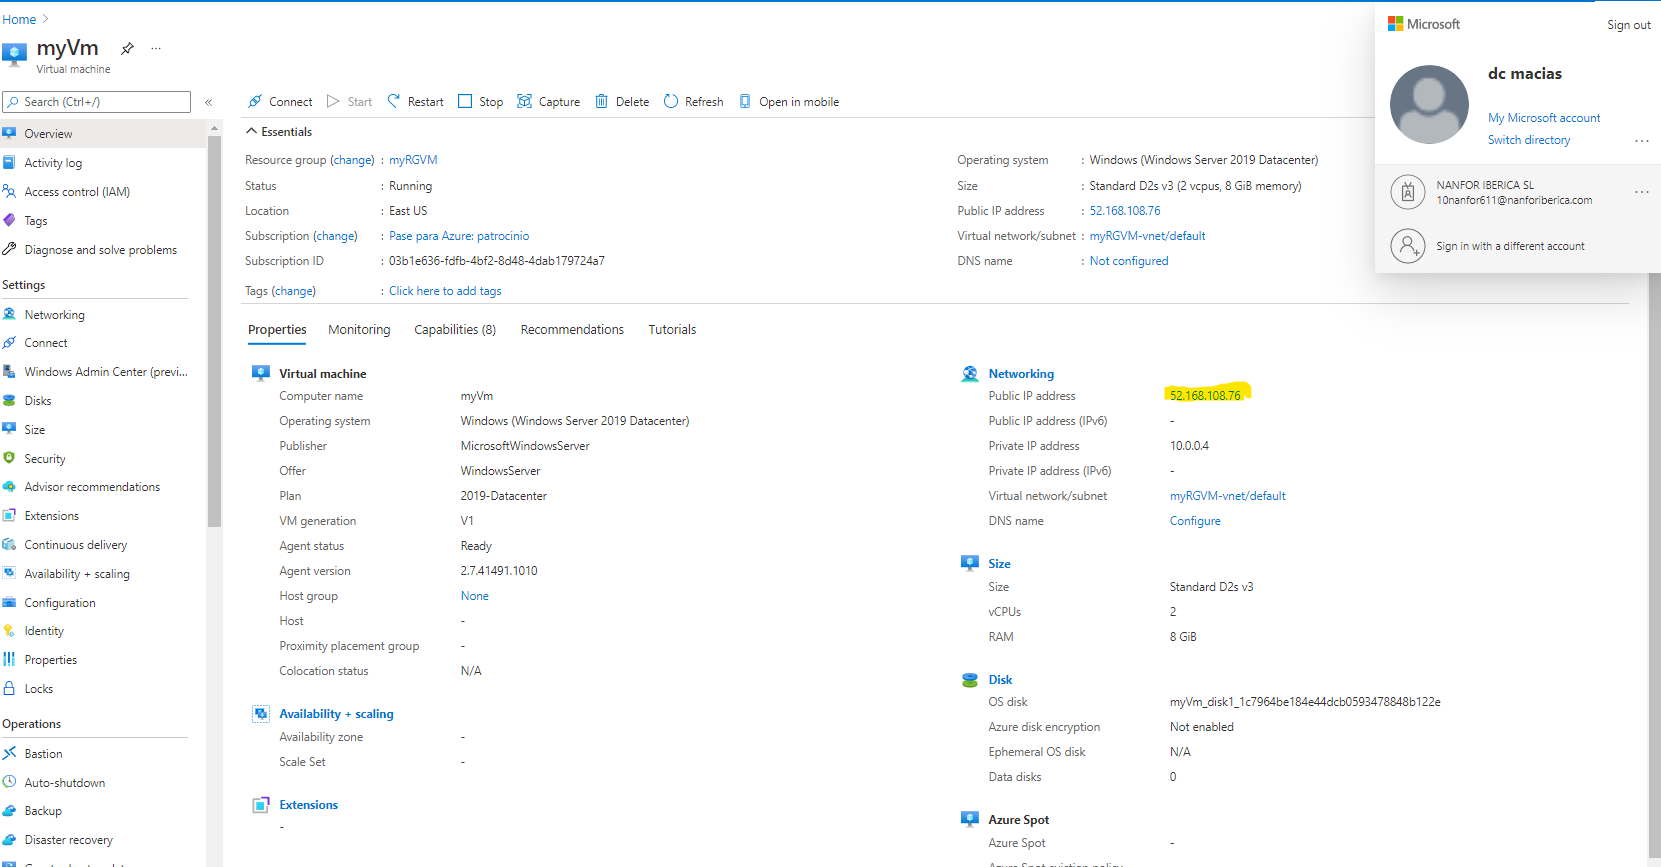 Home >
myVm
Virtual machine
Search (Ctrl+/)
«
Overview
Activity log
Access control (IAM)
Tags
Diagnose and solve problems
Settings
Networking
Connect
Windows Admin Center (previ...
Disks
Size
Security
Advisor recommendations
Extensions
Continuous delivery
Availability + scaling
Configuration
Identity
Properties
Locks
Operations
Bastion
Auto-shutdown
Backup
Disaster recovery
Connect Start Restart Stop Capture Delete Refresh Open in mobile
Essentials
Resource group (change) : myRGVM
Status : Running
Location : East US
Subscription (change) : Pase para Azure: patrocinio
Subscription ID : 03b1e636-fdfb-4bf2-8d48-4dab179724a7
Tags (change) : Click here to add tags
Operating system : Windows (Windows Server 2019 Datacenter)
Size : Standard D2s v3 (2 vcpus, 8 GiB memory)
Public IP address : 52.168.108.76
Virtual network/subnet : myRGVM-vnet/default
DNS name : Not configured
Properties Monitoring Capabilities (8) Recommendations Tutorials
Virtual machine
Computer name myVm
Operating system Windows (Windows Server 2019 Datacenter)
Publisher MicrosoftWindowsServer
Offer WindowsServer
Plan 2019-Datacenter
VM generation V1
Agent status Ready
Agent version 2.7.41491.1010
Host group None
Host -
Proximity placement group -
Colocation status N/A
Availability + scaling
Availability zone -
Scale Set -
Extensions
-
Networking
Public IP address 52.168.108.76
Public IP address (IPv6) -
Private IP address 10.0.0.4
Private IP address (IPv6) -
Virtual network/subnet myRGVM-vnet/default
DNS name Configure
Size
Size Standard D2s v3
vCPUs 2
RAM 8 GiB
Disk
OS disk myVm_disk1_1c7964be184e44dcb0593478848b122e
Azure disk encryption Not enabled
Ephemeral OS disk N/A
Data disks 0
Azure Spot
Azure Spot -
Azure Spot eviction policy
Microsoft Sign out
dc macias
My Microsoft account
Switch directory
NANFOR IBERICA SL
10nanfor611@nanforiberica.com
Sign in with a different account